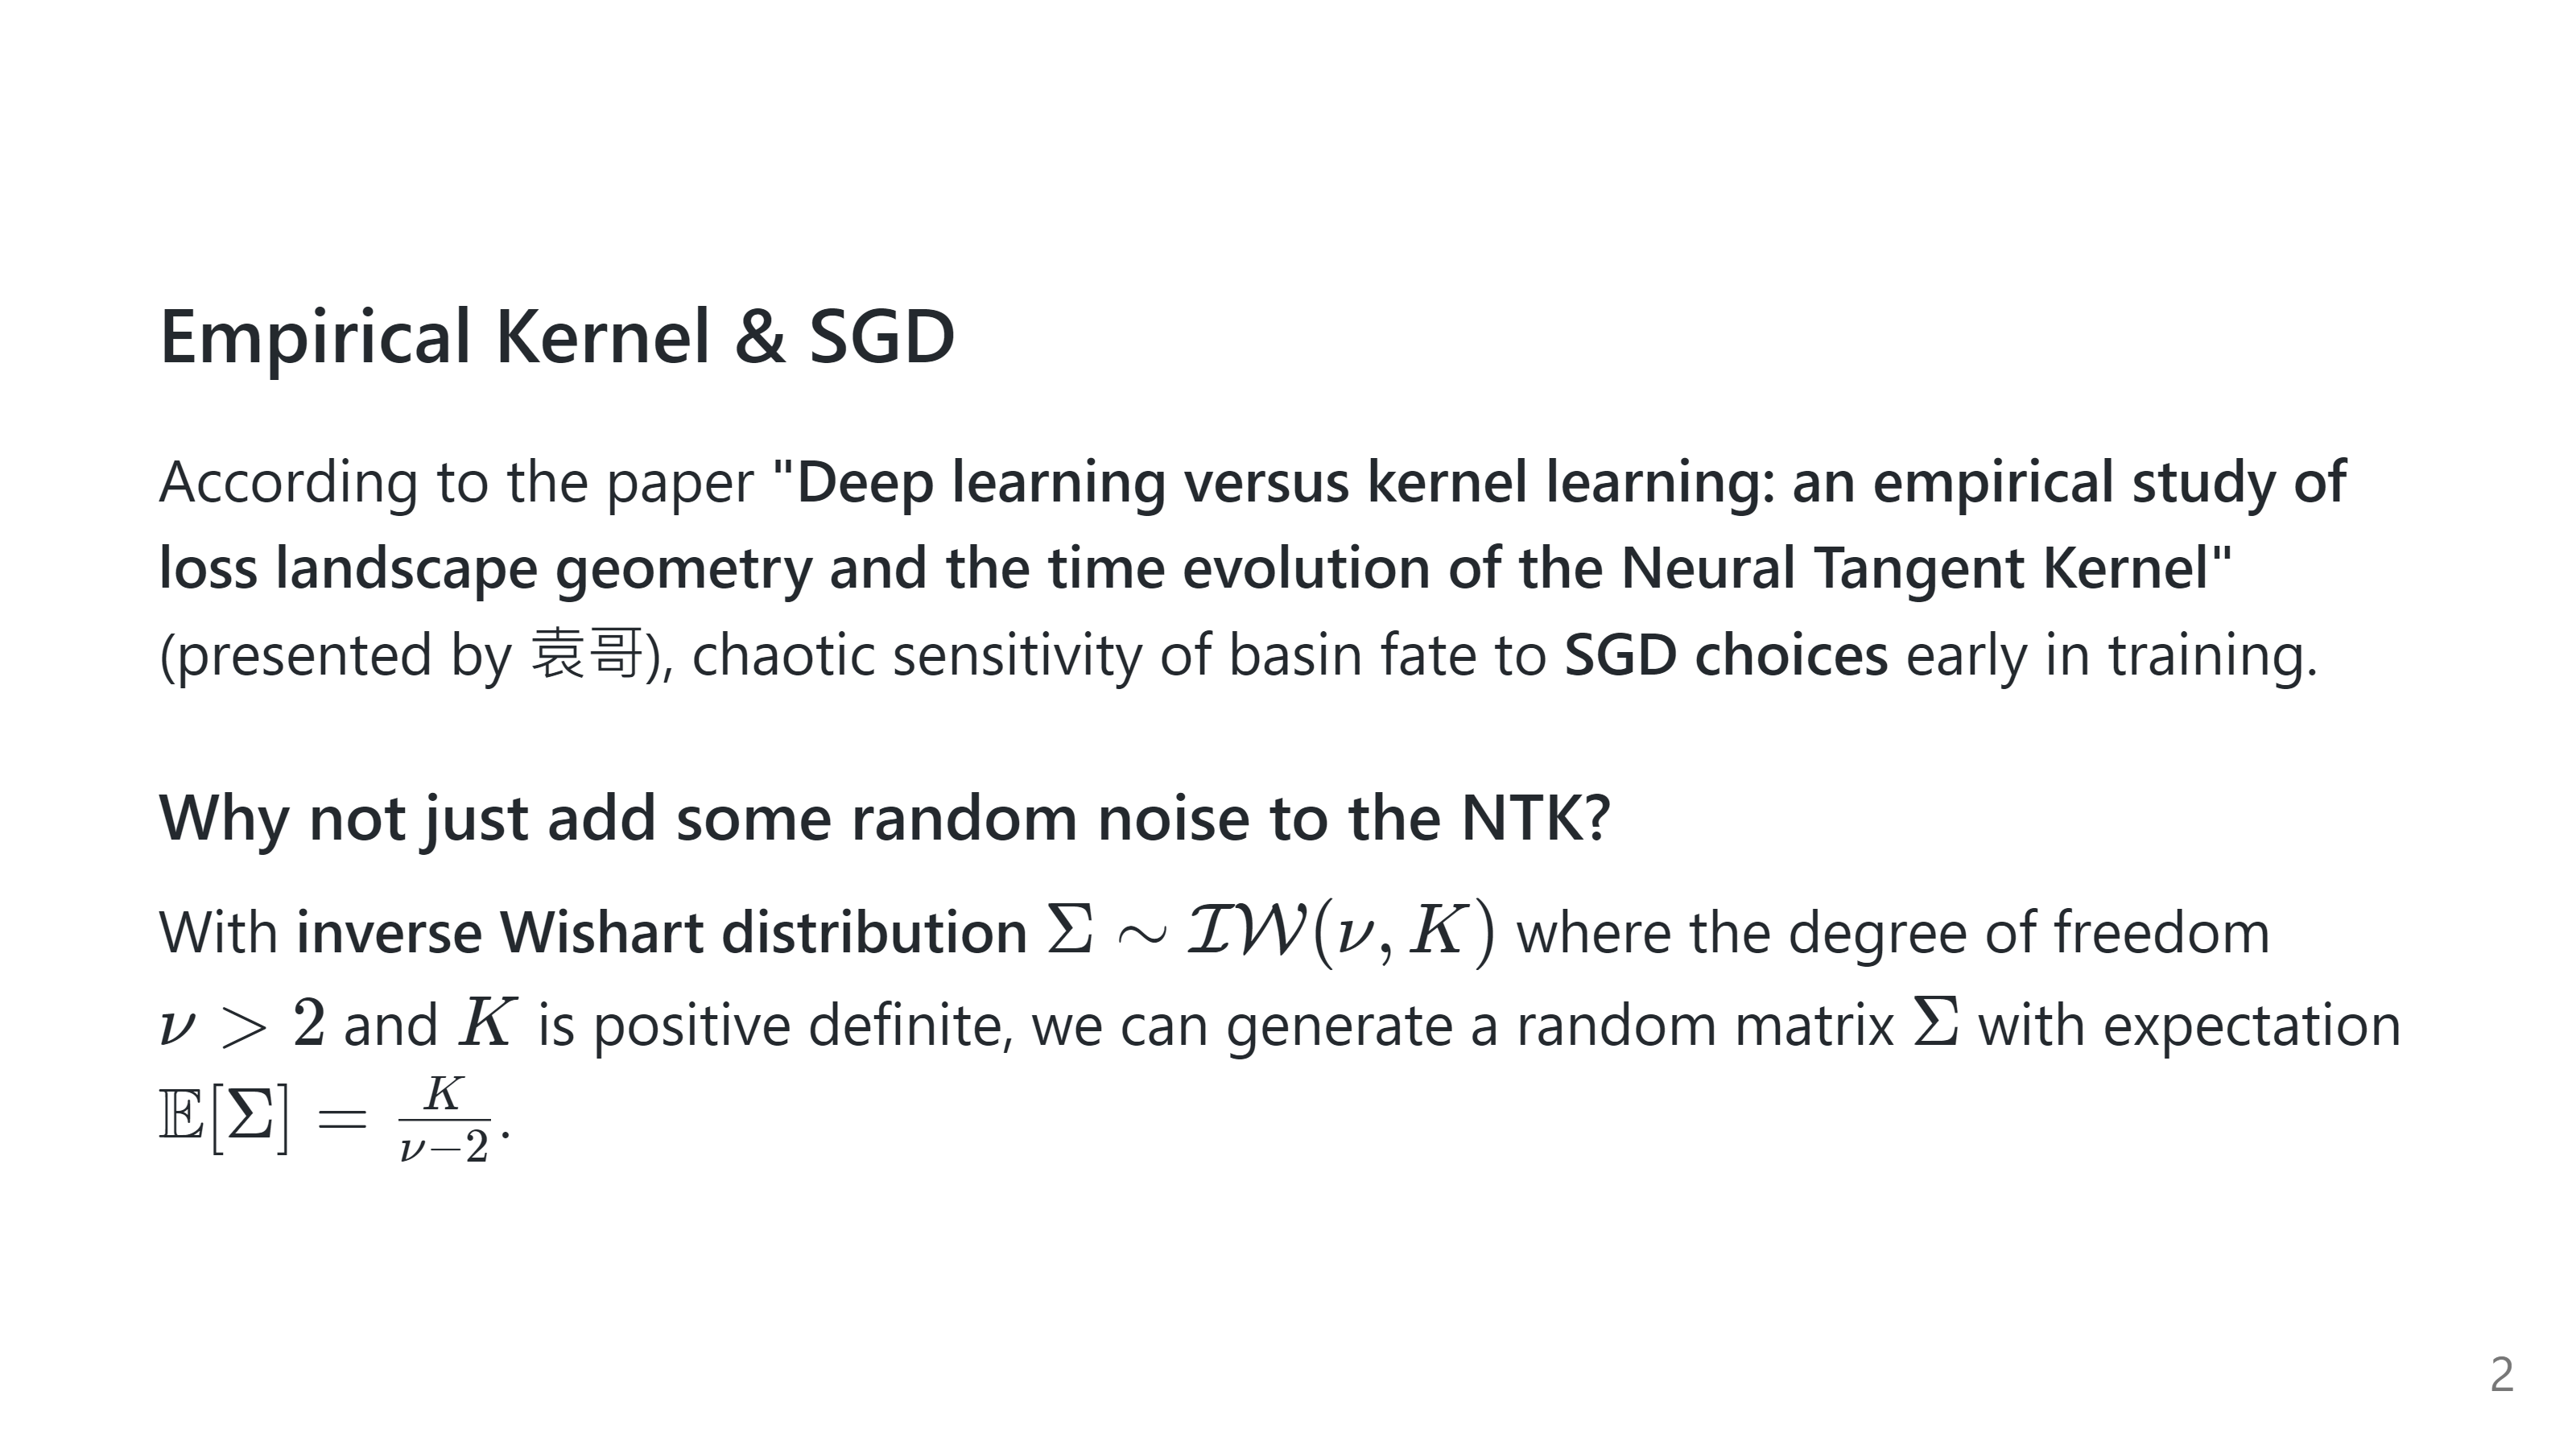 Empirical Kernel & SGD
According to the paper "Deep learning versus kernel learning: an empirical study of
loss landscape geometry and the time evolution of the Neural Tangent Kernel"
(presented by 袁哥), chaotic sensitivity of basin fate to SGD choices early in training.
Why not just add some random noise to the NTK?
With inverse Wishart distribution Σ ∼ ℐ𝒲(ν, K) where the degree of freedom
ν > 2 and K is positive definite, we can generate a random matrix Σ with expectation
𝔼[Σ] = K/(ν−2).
2